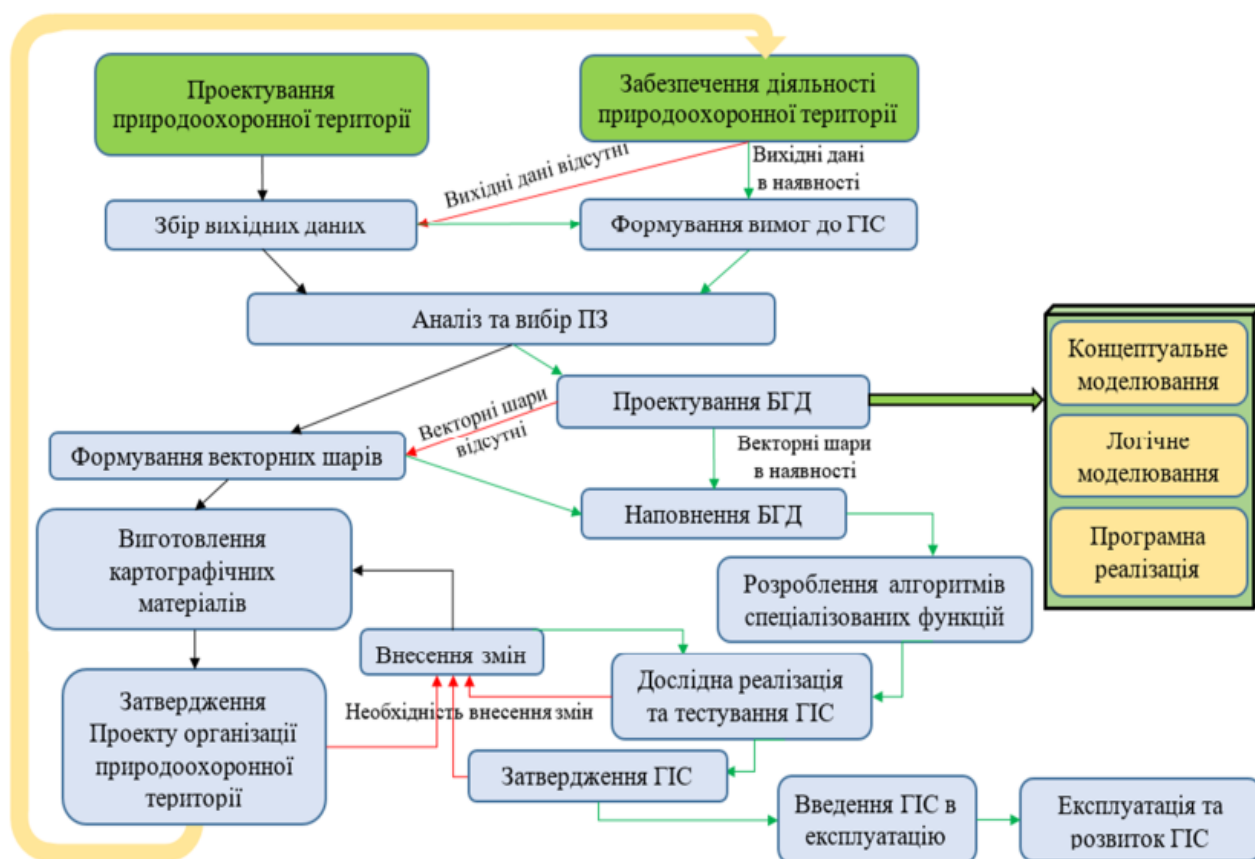 Проектування
природоохоронної території
Забезпечення діяльності
природоохоронної території
Вихідні дані відсутні
Вихідні дані
в наявності
Збір вихідних даних
Формування вимог до ГІС
Аналіз та вибір ПЗ
Концептуальне
моделювання
Проектування БГД
Векторні шари
відсутні
Векторні шари
в наявності
Логічне
моделювання
Формування векторних шарів
Наповнення БГД
Програмна
реалізація
Виготовлення
картографічних
матеріалів
Розроблення алгоритмів
спеціалізованих функцій
Внесення змін
Дослідна реалізація
та тестування ГІС
Необхідність внесення змін
Затвердження
Проекту організації
природоохоронної
території
Затвердження ГІС
Введення ГІС в
експлуатацію
Експлуатація та
розвиток ГІС